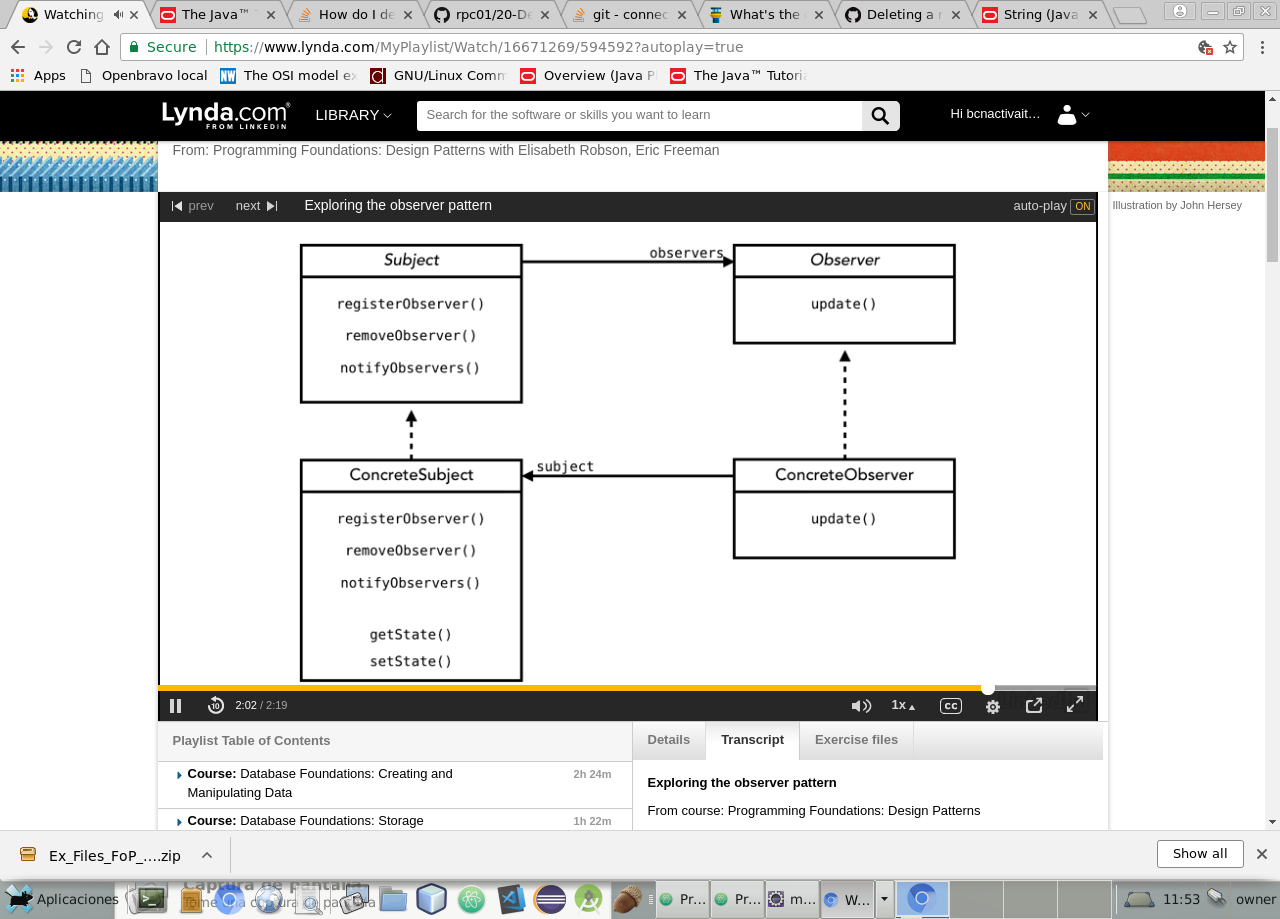 Watching
The Java™
How do I de
rpc01/20-De
git - connec
What's the
Deleting a
String (Java
Secure https://www.lynda.com/MyPlaylist/Watch/16671269/594592?autoplay=true
Apps Openbravo local The OSI model ex GNU/Linux Comm Overview (Java P The Java™ Tutoria
Lynda.com®
FROM LINKEDIN
LIBRARY
Search for the software or skills you want to learn
Hi bcnactivait...
From: Programming Foundations: Design Patterns with Elisabeth Robson, Eric Freeman
Illustration by John Hersey
prev next Exploring the observer pattern auto-play ON
Subject
registerObserver()
removeObserver()
notifyObservers()
observers
Observer
update()
ConcreteSubject
registerObserver()
removeObserver()
notifyObservers()
getState()
setState()
subject
ConcreteObserver
update()
10 2:02 / 2:19 1x cc
Playlist Table of Contents
Course: Database Foundations: Creating and
Manipulating Data
2h 24m
Course: Database Foundations: Storage
1h 22m
Details Transcript Exercise files
Exploring the observer pattern
From course: Programming Foundations: Design Patterns
Ex_Files_FoP_....zip
Show all
Captura de pantalla
Aplicaciones
Pr...
Pr...
m...
W...
11:53 owner